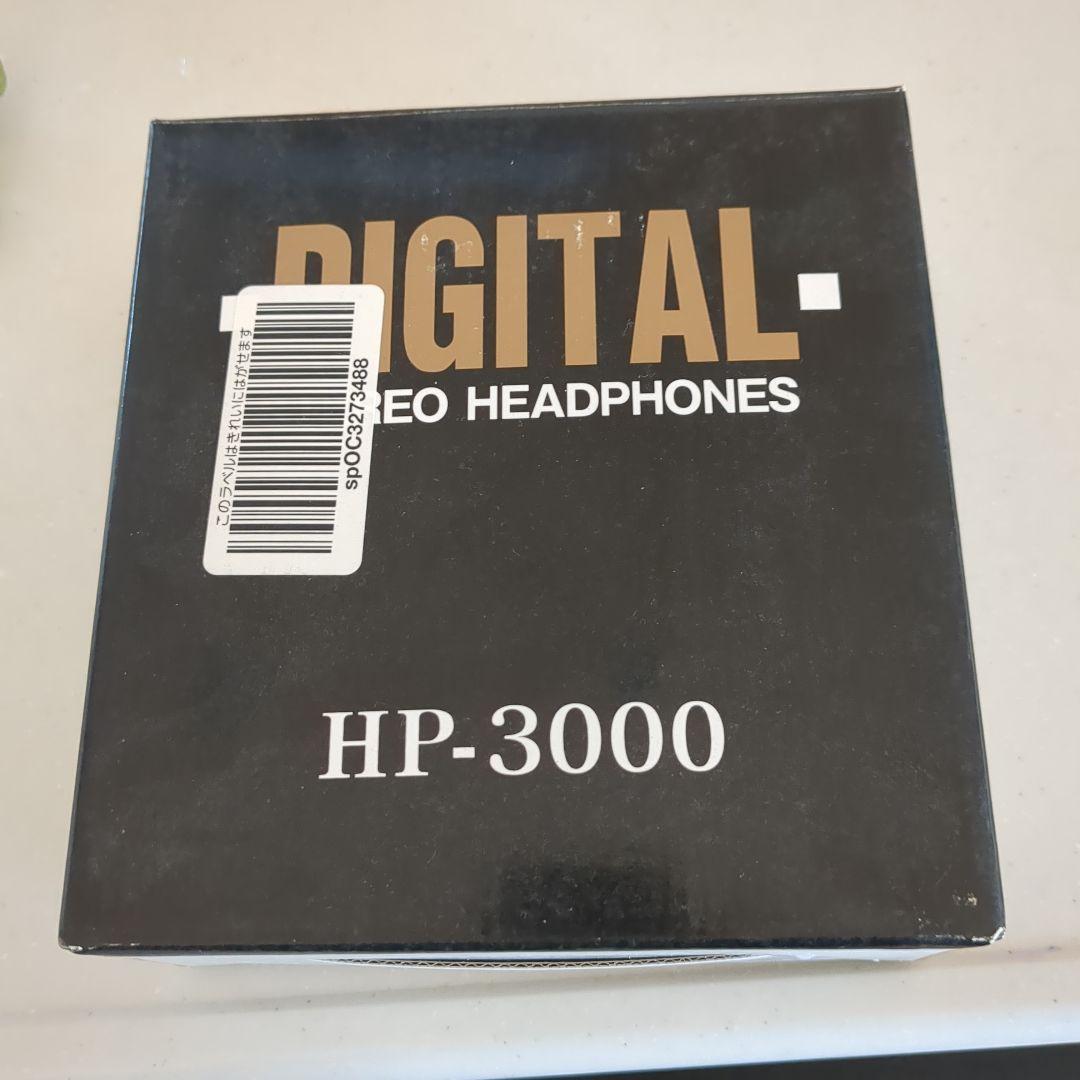 DIGITAL
REO HEADPHONES
このラベルはきれいにはがせます
spOC3273488
HP-3000